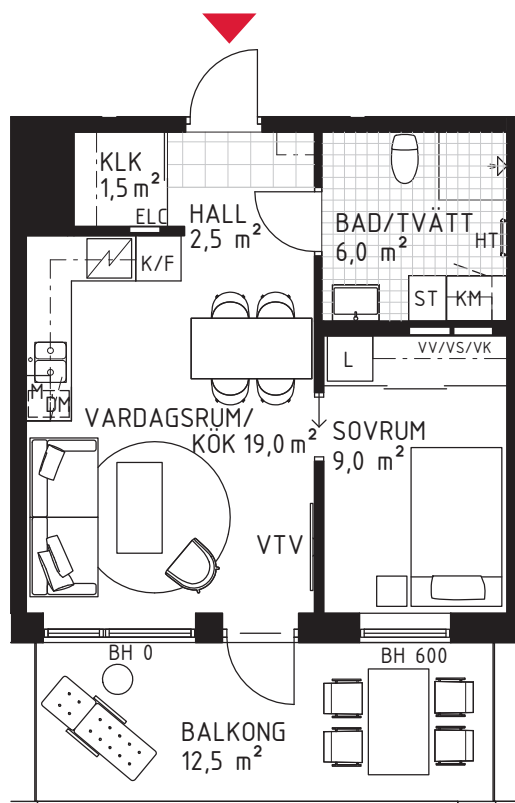 KLK
1,5 m²
ELC
HALL
2,5 m²
BAD/TVÄTT
6,0 m²
HT
K/F
ST
KM
VV/VS/VK
L
M
DM
VARDAGSRUM/
KÖK 19,0 m²
SOVRUM
9,0 m²
VTV
BH 0
BH 600
BALKONG
12,5 m²